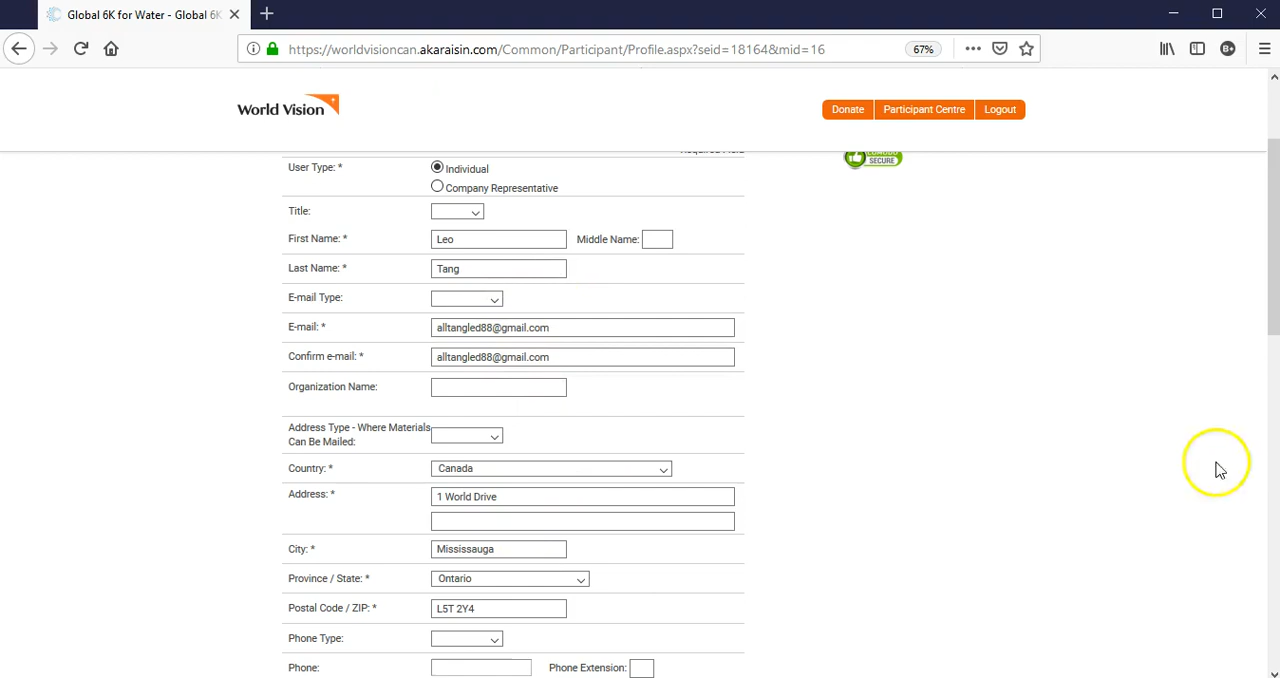 Global 6K for Water - Global 6K
https://worldvisioncan.akaraisin.com/Common/Participant/Profile.aspx?seid=18164&mid=16
67%
World Vision
Donate
Participant Centre
Logout
SECURE
User Type: *
Individual
Company Representative
Title:
First Name: *
Leo
Middle Name:
Last Name: *
Tang
E-mail Type:
E-mail: *
alltangled88@gmail.com
Confirm e-mail: *
alltangled88@gmail.com
Organization Name:
Address Type - Where Materials
Can Be Mailed:
Country: *
Canada
Address: *
1 World Drive
City: *
Mississauga
Province / State: *
Ontario
Postal Code / ZIP: *
L5T 2Y4
Phone Type:
Phone:
Phone Extension: